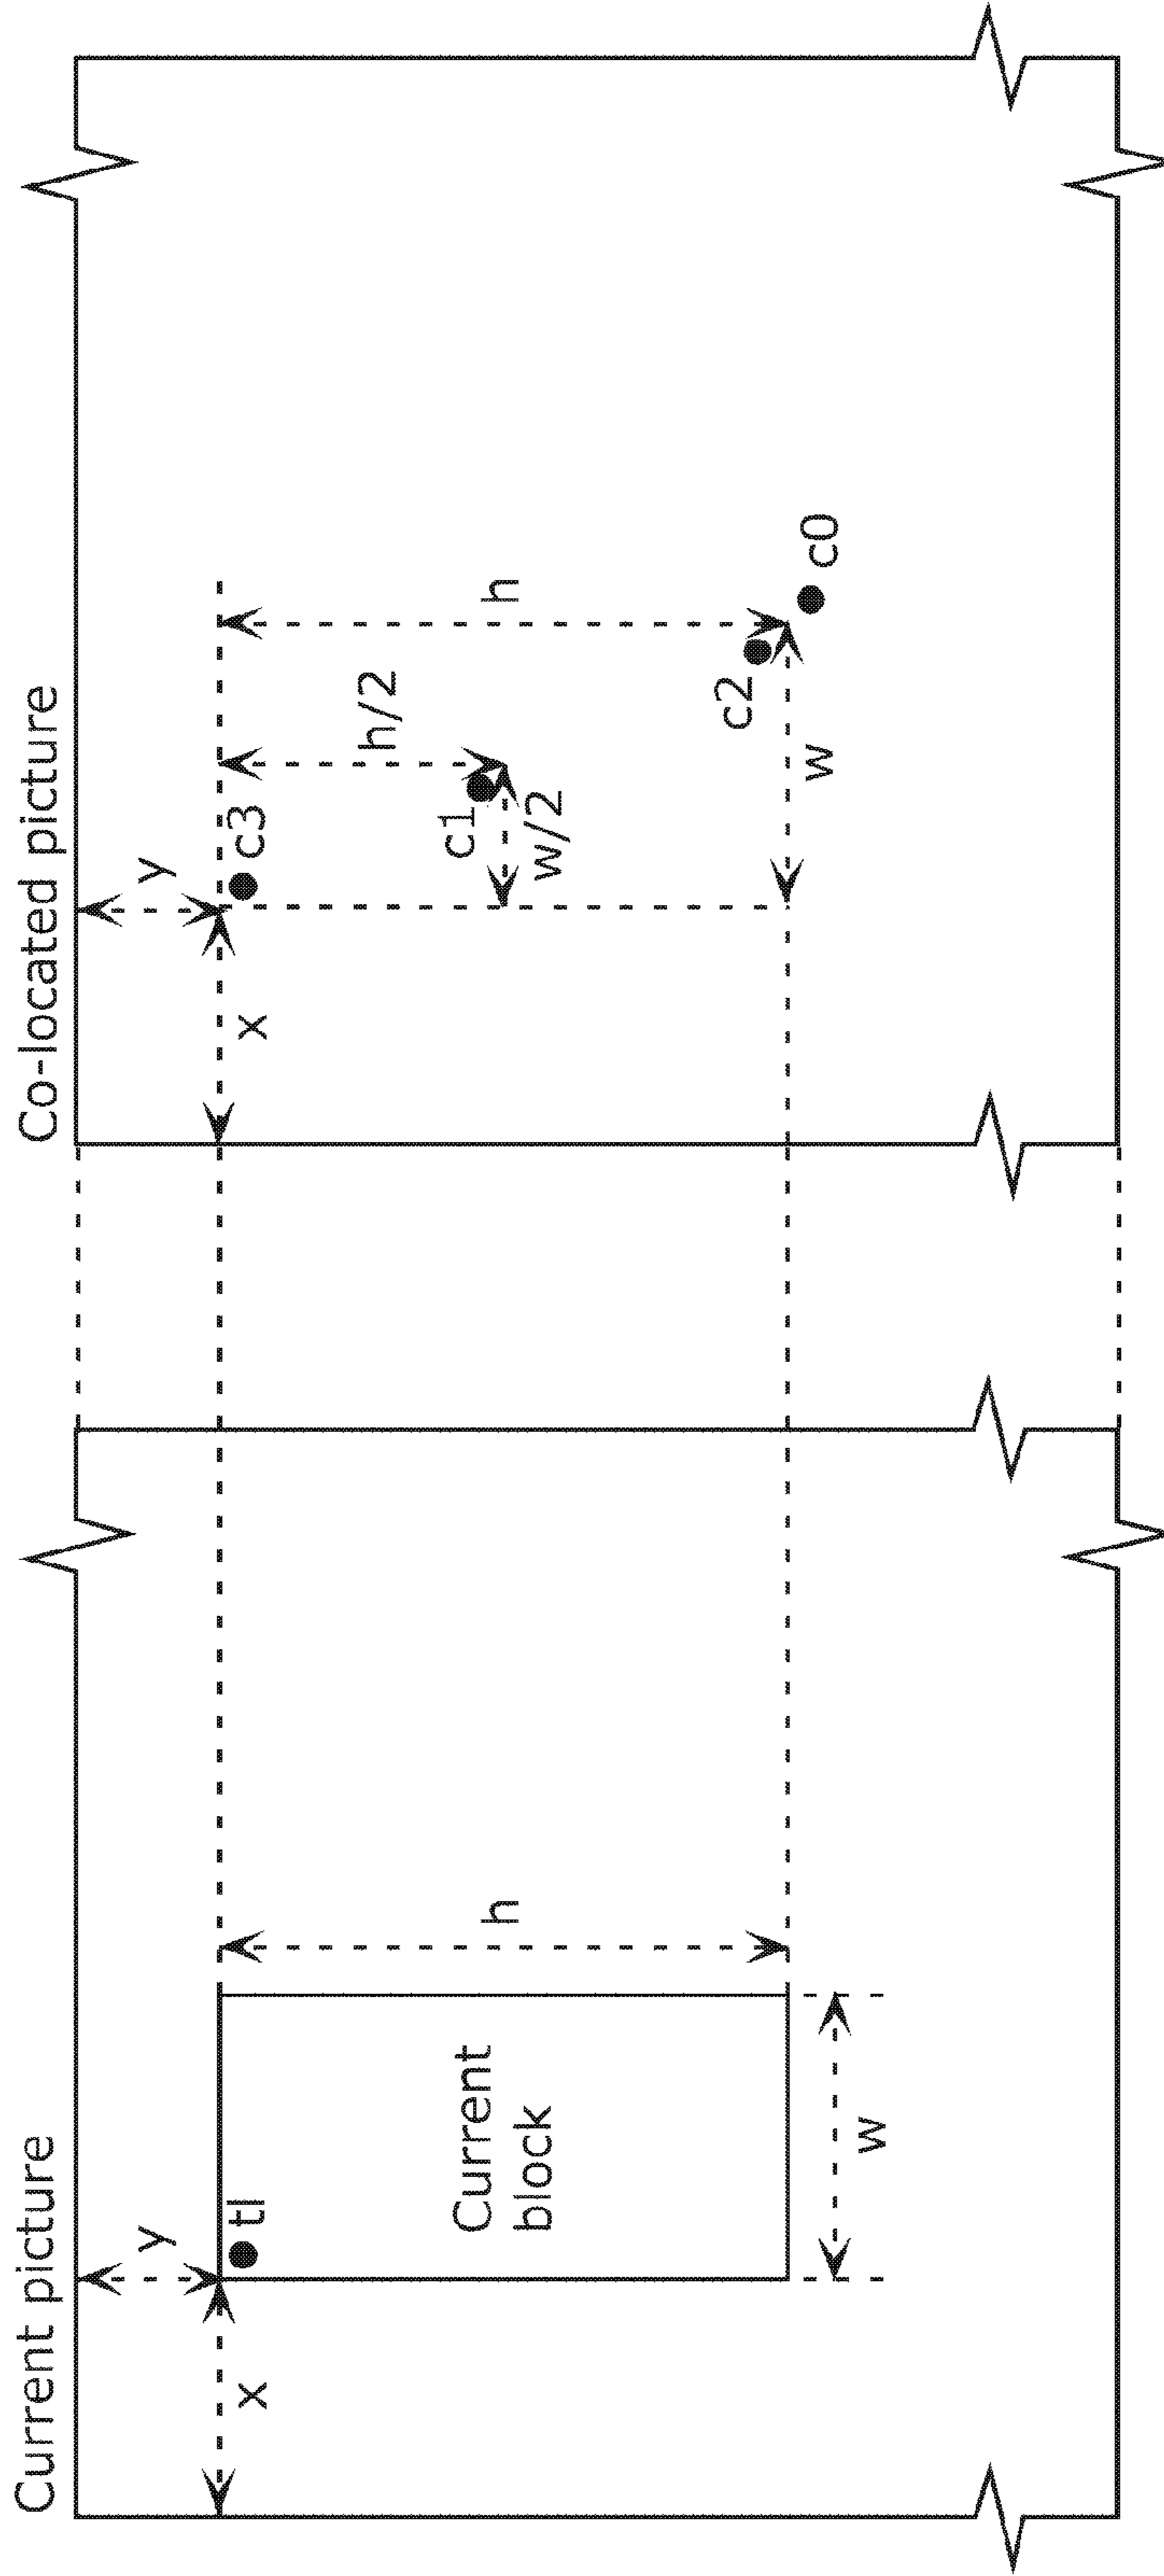 Current picture
y
x
tl
Current
block
h
w
Co-located picture
y
x
c3
h/2
h
c1
w/2
c2
w
c0